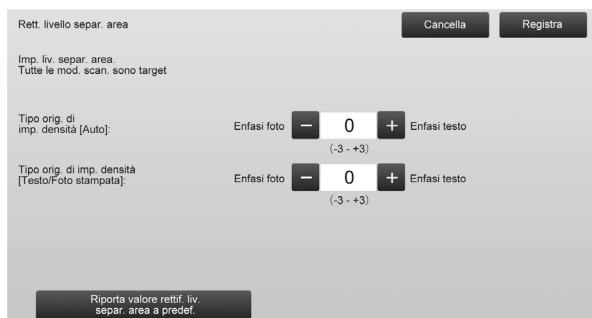 Rett. livello separ. area
Cancella
Registra
Imp. liv. separ. area.
Tutte le mod. scan. sono target
Tipo orig. di
imp. densità [Auto]:
Enfasi foto − 0 + Enfasi testo
(-3 - +3)
Tipo orig. di imp. densità
[Testo/Foto stampata]:
Enfasi foto − 0 + Enfasi testo
(-3 - +3)
Riporta valore rettif. liv.
separ. area a predef.